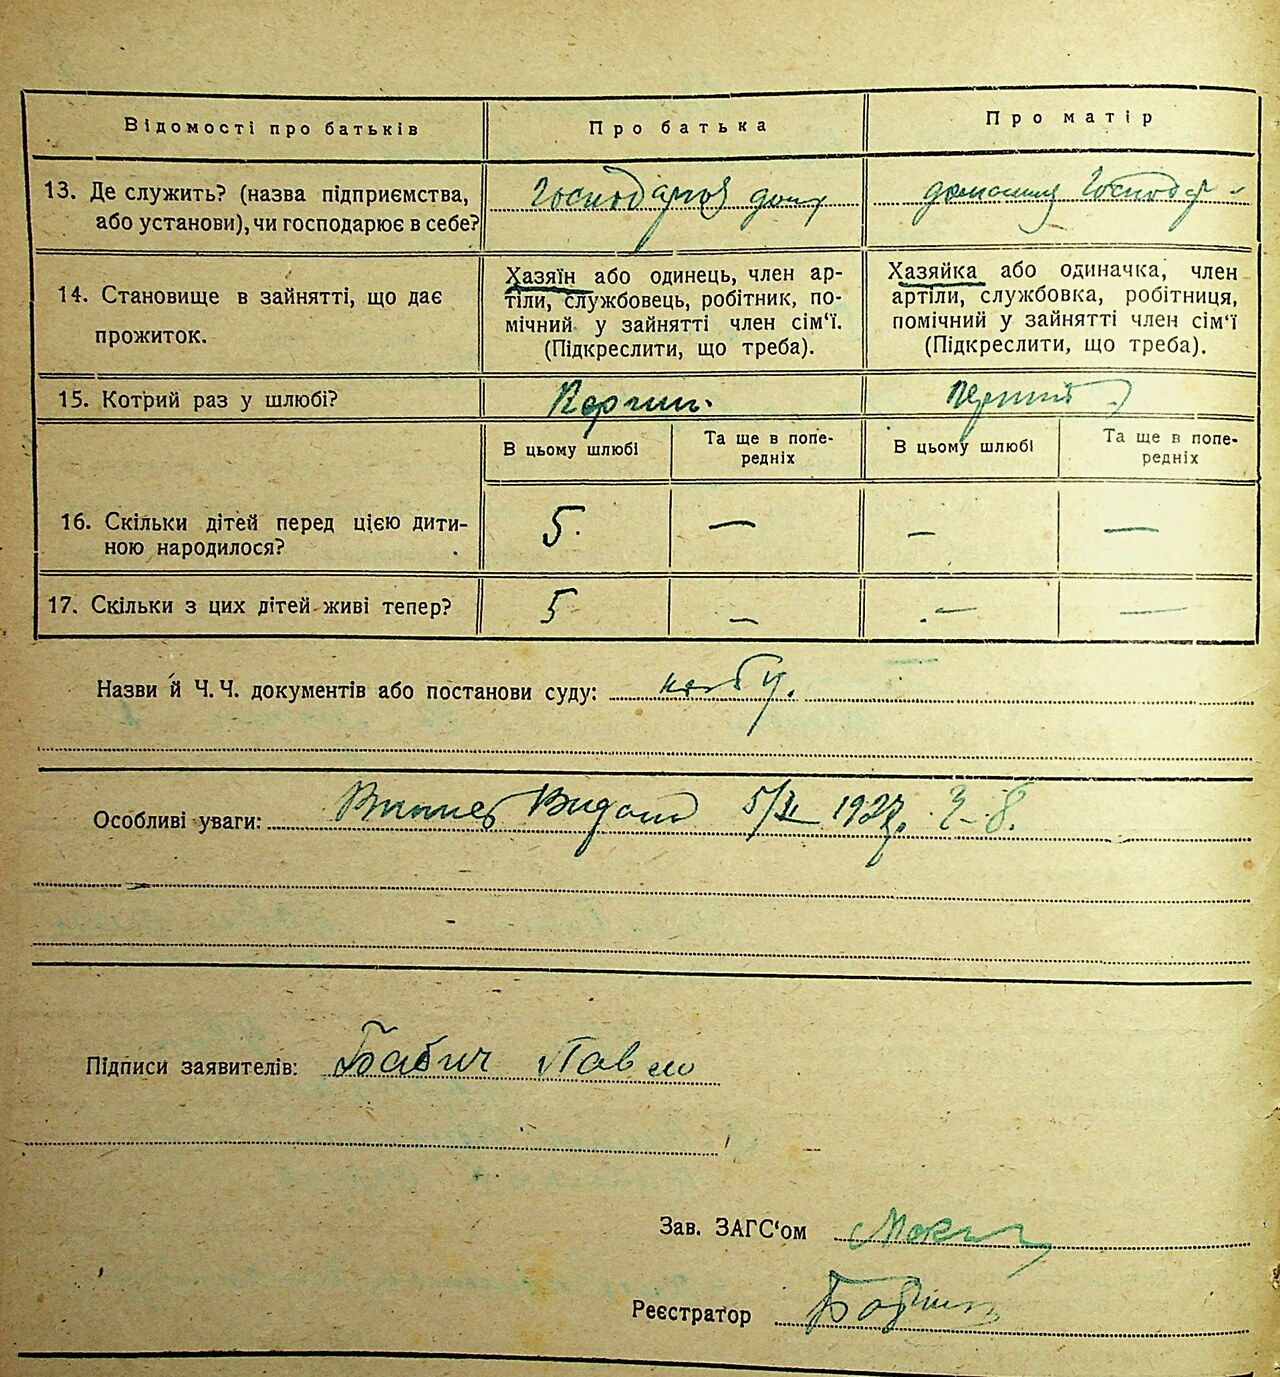 Відомості про батьків
Про батька
Про матір
13. Де служить? (назва підприємства,
або установи), чи господарює в себе?
Господарює дома
домашня господар -
14. Становище в зайнятті, що дає
прожиток.
Хазяїн або одинець, член ар-
тіли, службовець, робітник, по-
мічний у зайнятті член сім‘ї.
(Підкреслити, що треба).
Хазяйка або одиначка, член
артіли, службовка, робітниця,
помічний у зайнятті член сім‘ї
(Підкреслити, що треба).
15. Котрий раз у шлюбі?
Перший
перший
В цьому шлюбі
Та ще в попе-
редніх
В цьому шлюбі
Та ще в попе-
редніх
16. Скільки дітей перед цією дити-
ною народилося?
5. — — —
17. Скільки з цих дітей живі тепер?
5 — — —
Назви й Ч. Ч. документів або постанови суду:
Особливі уваги: Видано 5/XI 1927р.
Підписи заявителів: Бабич Павло
Зав. ЗАГС‘ом
Реєстратор